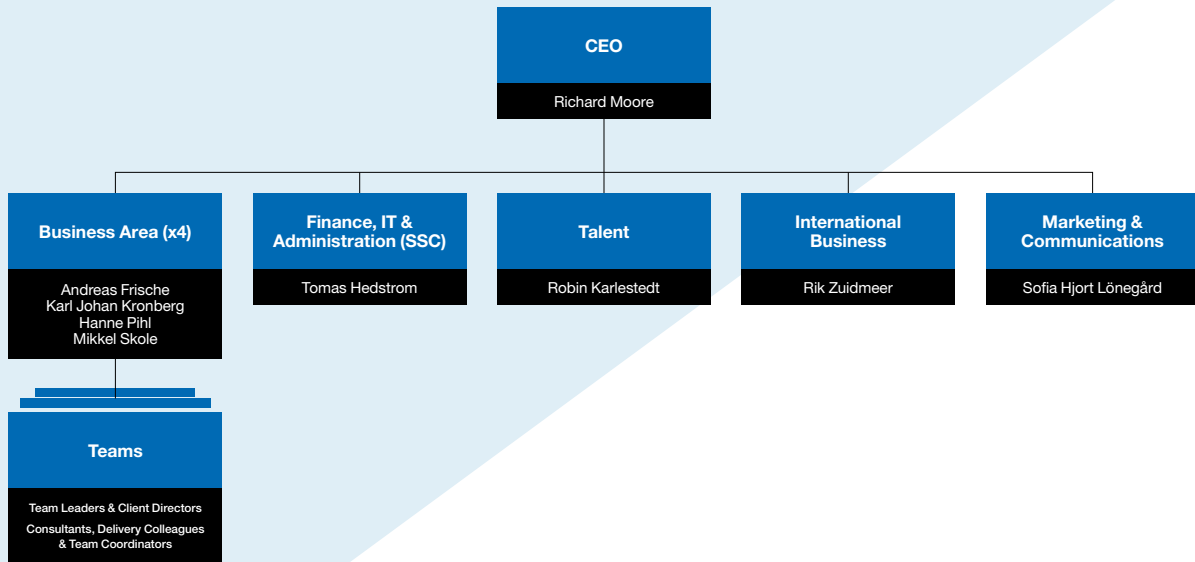 CEO
Richard Moore
Business Area (x4)
Andreas Frische
Karl Johan Kronberg
Hanne Pihl
Mikkel Skole
Finance, IT &
Administration (SSC)
Tomas Hedstrom
Talent
Robin Karlestedt
International
Business
Rik Zuidmeer
Marketing &
Communications
Sofia Hjort Lönegård
Teams
Team Leaders & Client Directors
Consultants, Delivery Colleagues
& Team Coordinators